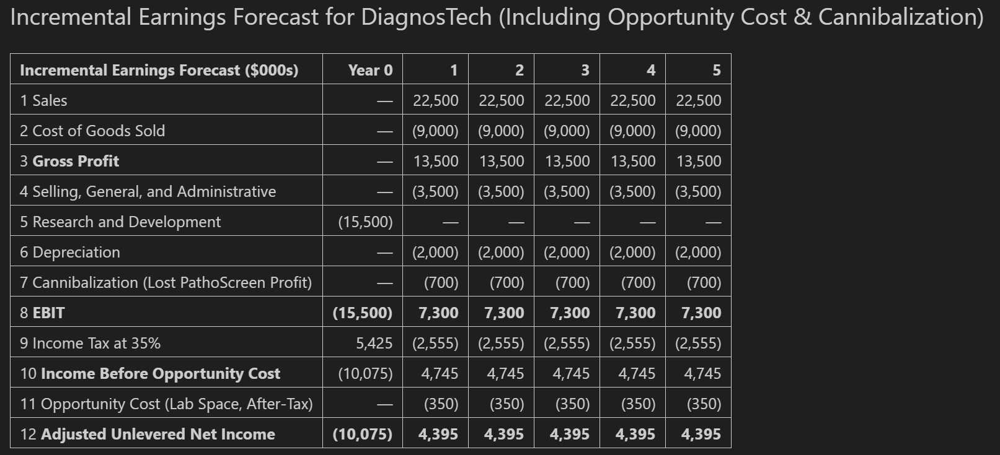 Incremental Earnings Forecast for DiagnosTech (Including Opportunity Cost & Cannibalization)
Incremental Earnings Forecast ($000s) Year 0 1 2 3 4 5
1 Sales — 22,500 22,500 22,500 22,500 22,500
2 Cost of Goods Sold — (9,000) (9,000) (9,000) (9,000) (9,000)
3 Gross Profit — 13,500 13,500 13,500 13,500 13,500
4 Selling, General, and Administrative — (3,500) (3,500) (3,500) (3,500) (3,500)
5 Research and Development (15,500) — — — — —
6 Depreciation — (2,000) (2,000) (2,000) (2,000) (2,000)
7 Cannibalization (Lost PathoScreen Profit) — (700) (700) (700) (700) (700)
8 EBIT (15,500) 7,300 7,300 7,300 7,300 7,300
9 Income Tax at 35% 5,425 (2,555) (2,555) (2,555) (2,555) (2,555)
10 Income Before Opportunity Cost (10,075) 4,745 4,745 4,745 4,745 4,745
11 Opportunity Cost (Lab Space, After-Tax) — (350) (350) (350) (350) (350)
12 Adjusted Unlevered Net Income (10,075) 4,395 4,395 4,395 4,395 4,395